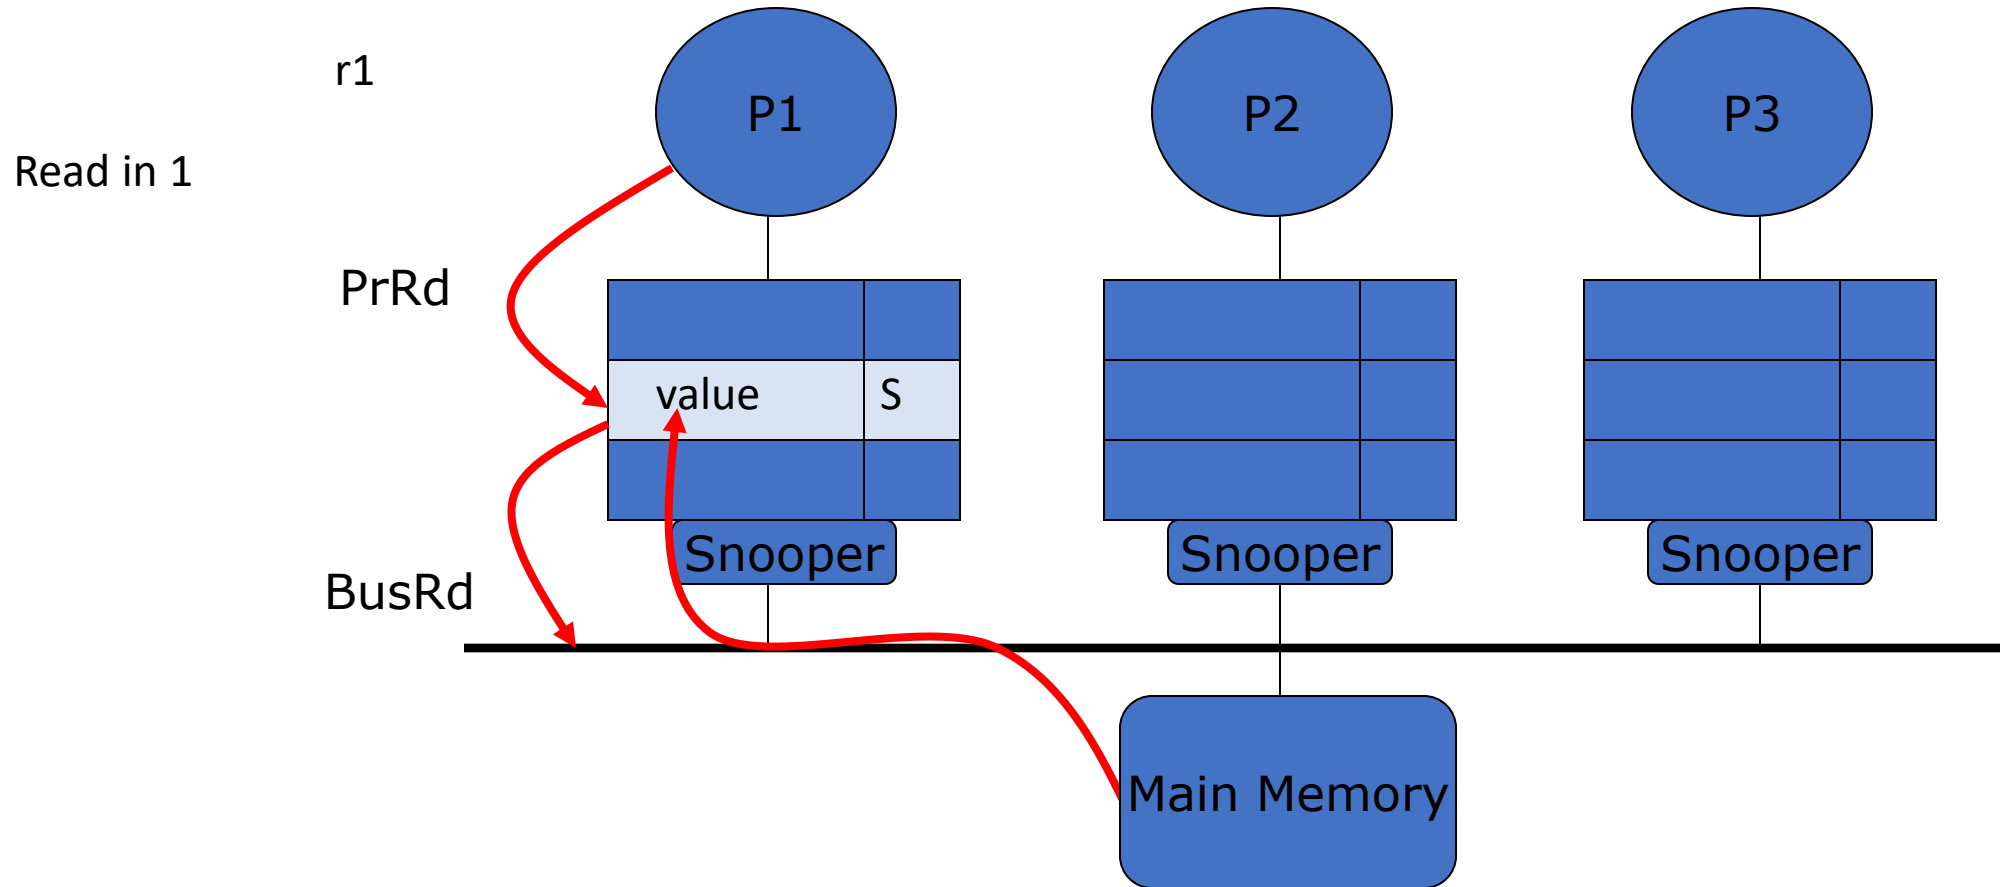 r1
P1
P2
P3
Read in 1
PrRd
value
S
Snooper
Snooper
Snooper
BusRd
Main Memory